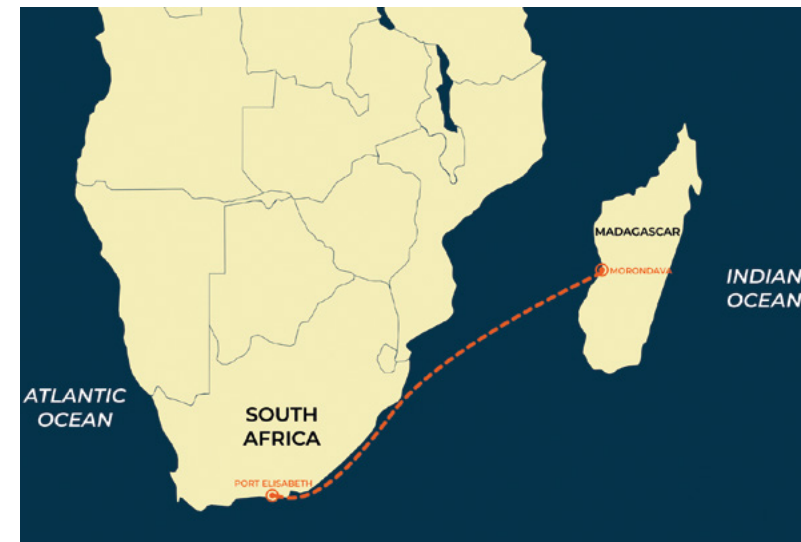 MADAGASCAR
MORONDAVA
INDIAN
OCEAN
ATLANTIC
OCEAN
SOUTH
AFRICA
PORT ELISABETH